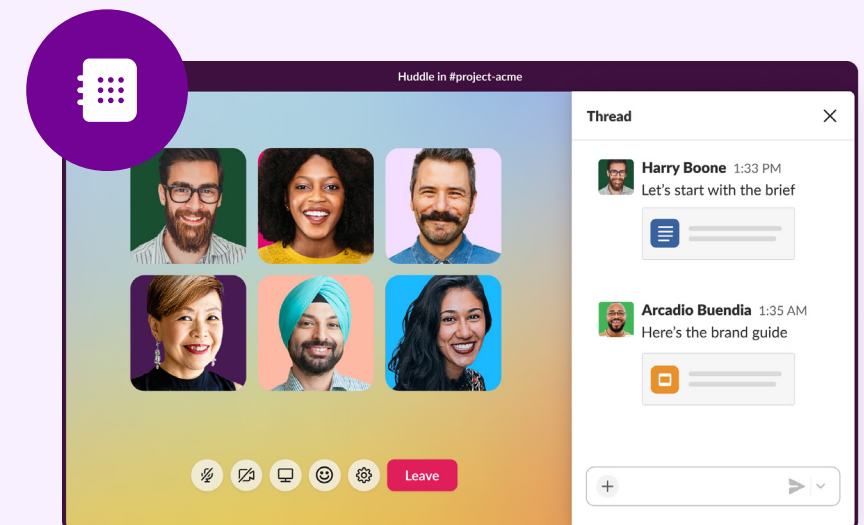 Huddle in #project-acme
Thread
Harry Boone 1:33 PM
Let's start with the brief
Arcadio Buendia 1:35 AM
Here's the brand guide
Leave